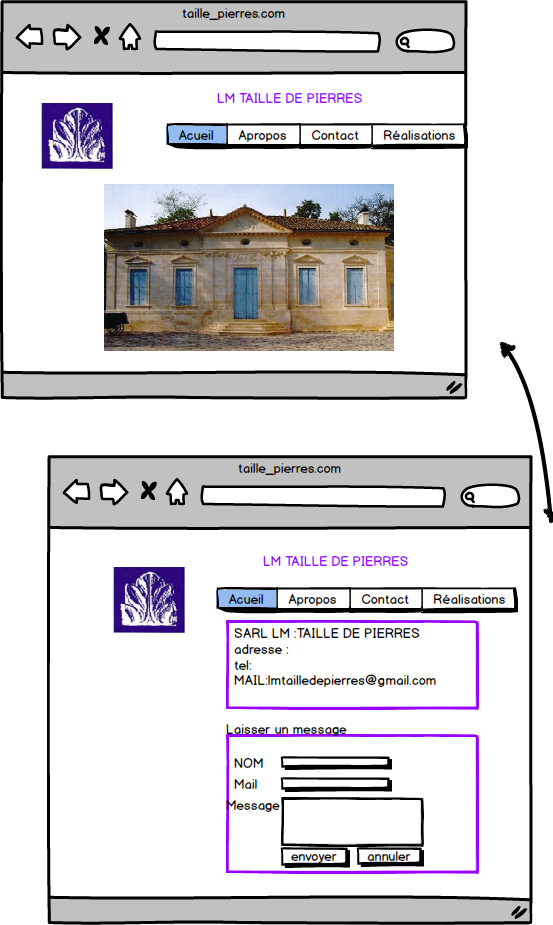 taille_pierres.com
LM TAILLE DE PIERRES
Acueil Apropos Contact Réalisations
taille_pierres.com
LM TAILLE DE PIERRES
Acueil Apropos Contact Réalisations
SARL LM :TAILLE DE PIERRES
adresse :
tel:
MAIL:lmtailledepierres@gmail.com
Laisser un message
NOM
Mail
Message
envoyer annuler